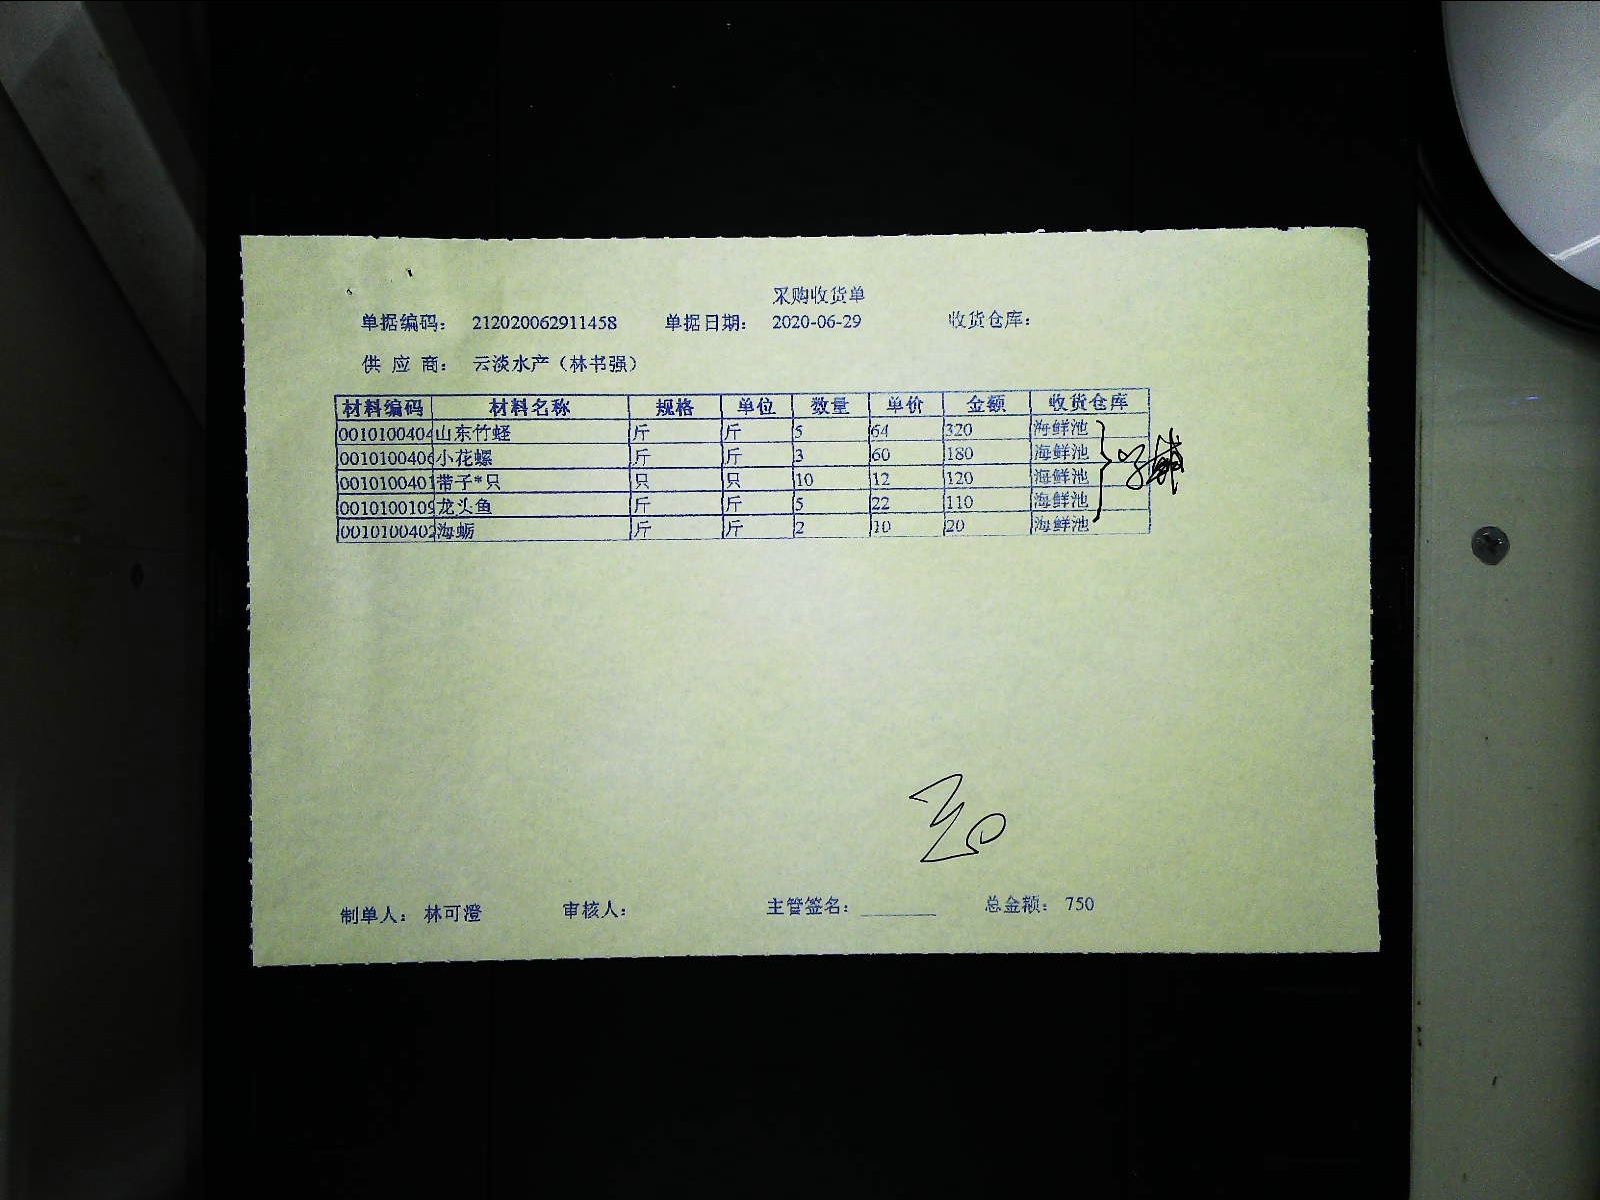 采购收货单
单据编码： 212020062911458 单据日期： 2020-06-29 收货仓库：
供 应 商： 云淡水产（林书强）
材料编码 材料名称 规格 单位 数量 单价 金额 收货仓库
0010100404 山东竹蛏 斤 斤 5 64 320 海鲜池
0010100406 小花螺 斤 斤 3 60 180 海鲜池
0010100401 带子*只 只 只 10 12 120 海鲜池
0010100109 龙头鱼 斤 斤 5 22 110 海鲜池
0010100402 海蛎 斤 斤 2 10 20 海鲜池
制单人： 林可澄 审核人： 主管签名： 总金额： 750